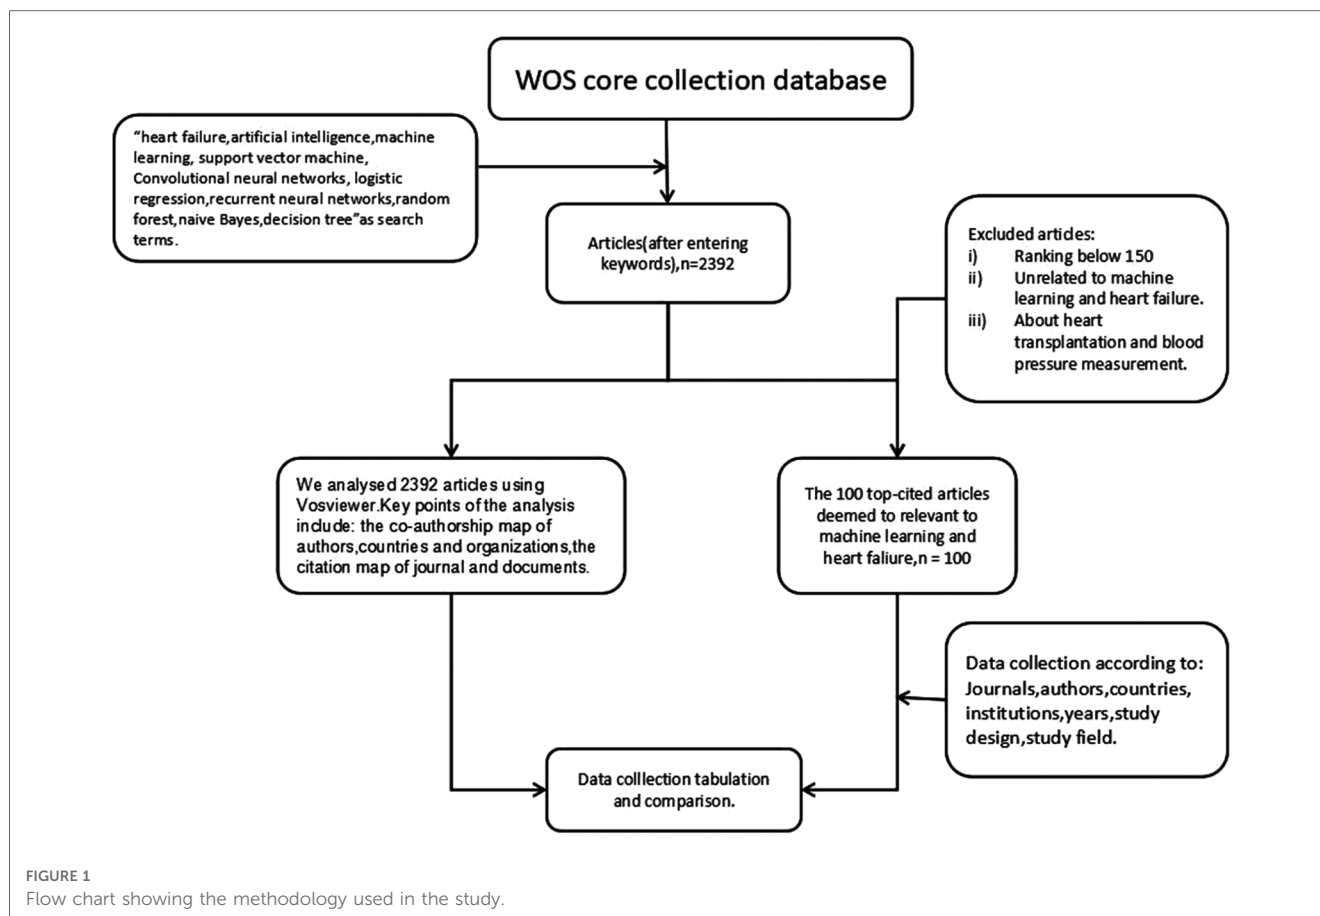 WOS core collection database
“heart failure,artificial intelligence,machine
learning, support vector machine,
Convolutional neural networks, logistic
regression,recurrent neural networks,random
forest,naive Bayes,decision tree”as search
terms.
Articles(after entering
keywords),n=2392
Excluded articles:
i) Ranking below 150
ii) Unrelated to machine
learning and heart failure.
iii) About heart
transplantation and blood
pressure measurement.
We analysed 2392 articles using
Vosviewer.Key points of the analysis
include: the co-authorship map of
authors,countries and organizations,the
citation map of journal and documents.
The 100 top-cited articles
deemed to relevant to
machine learning and
heart faliure,n = 100
Data collection according to:
Journals,authors,countries,
institutions,years,study
design,study field.
Data colllection tabulation
and comparison.
FIGURE 1
Flow chart showing the methodology used in the study.